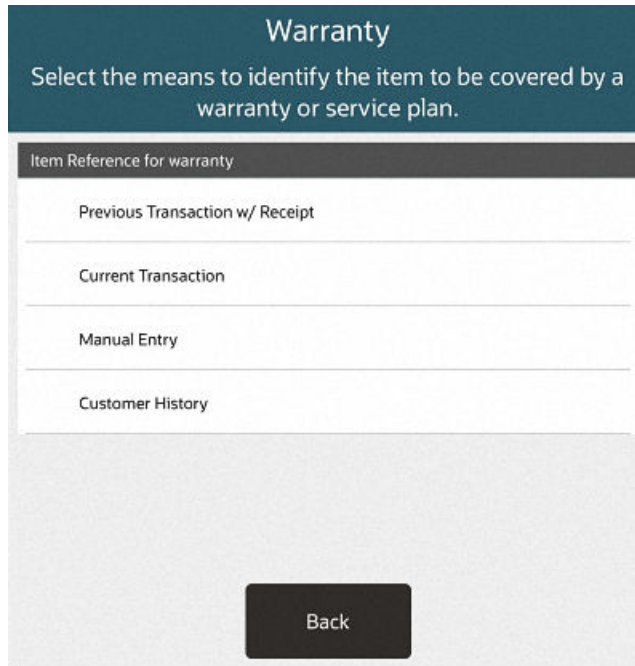 Warranty
Select the means to identify the item to be covered by a
warranty or service plan.
Item Reference for warranty
Previous Transaction w/ Receipt
Current Transaction
Manual Entry
Customer History
Back